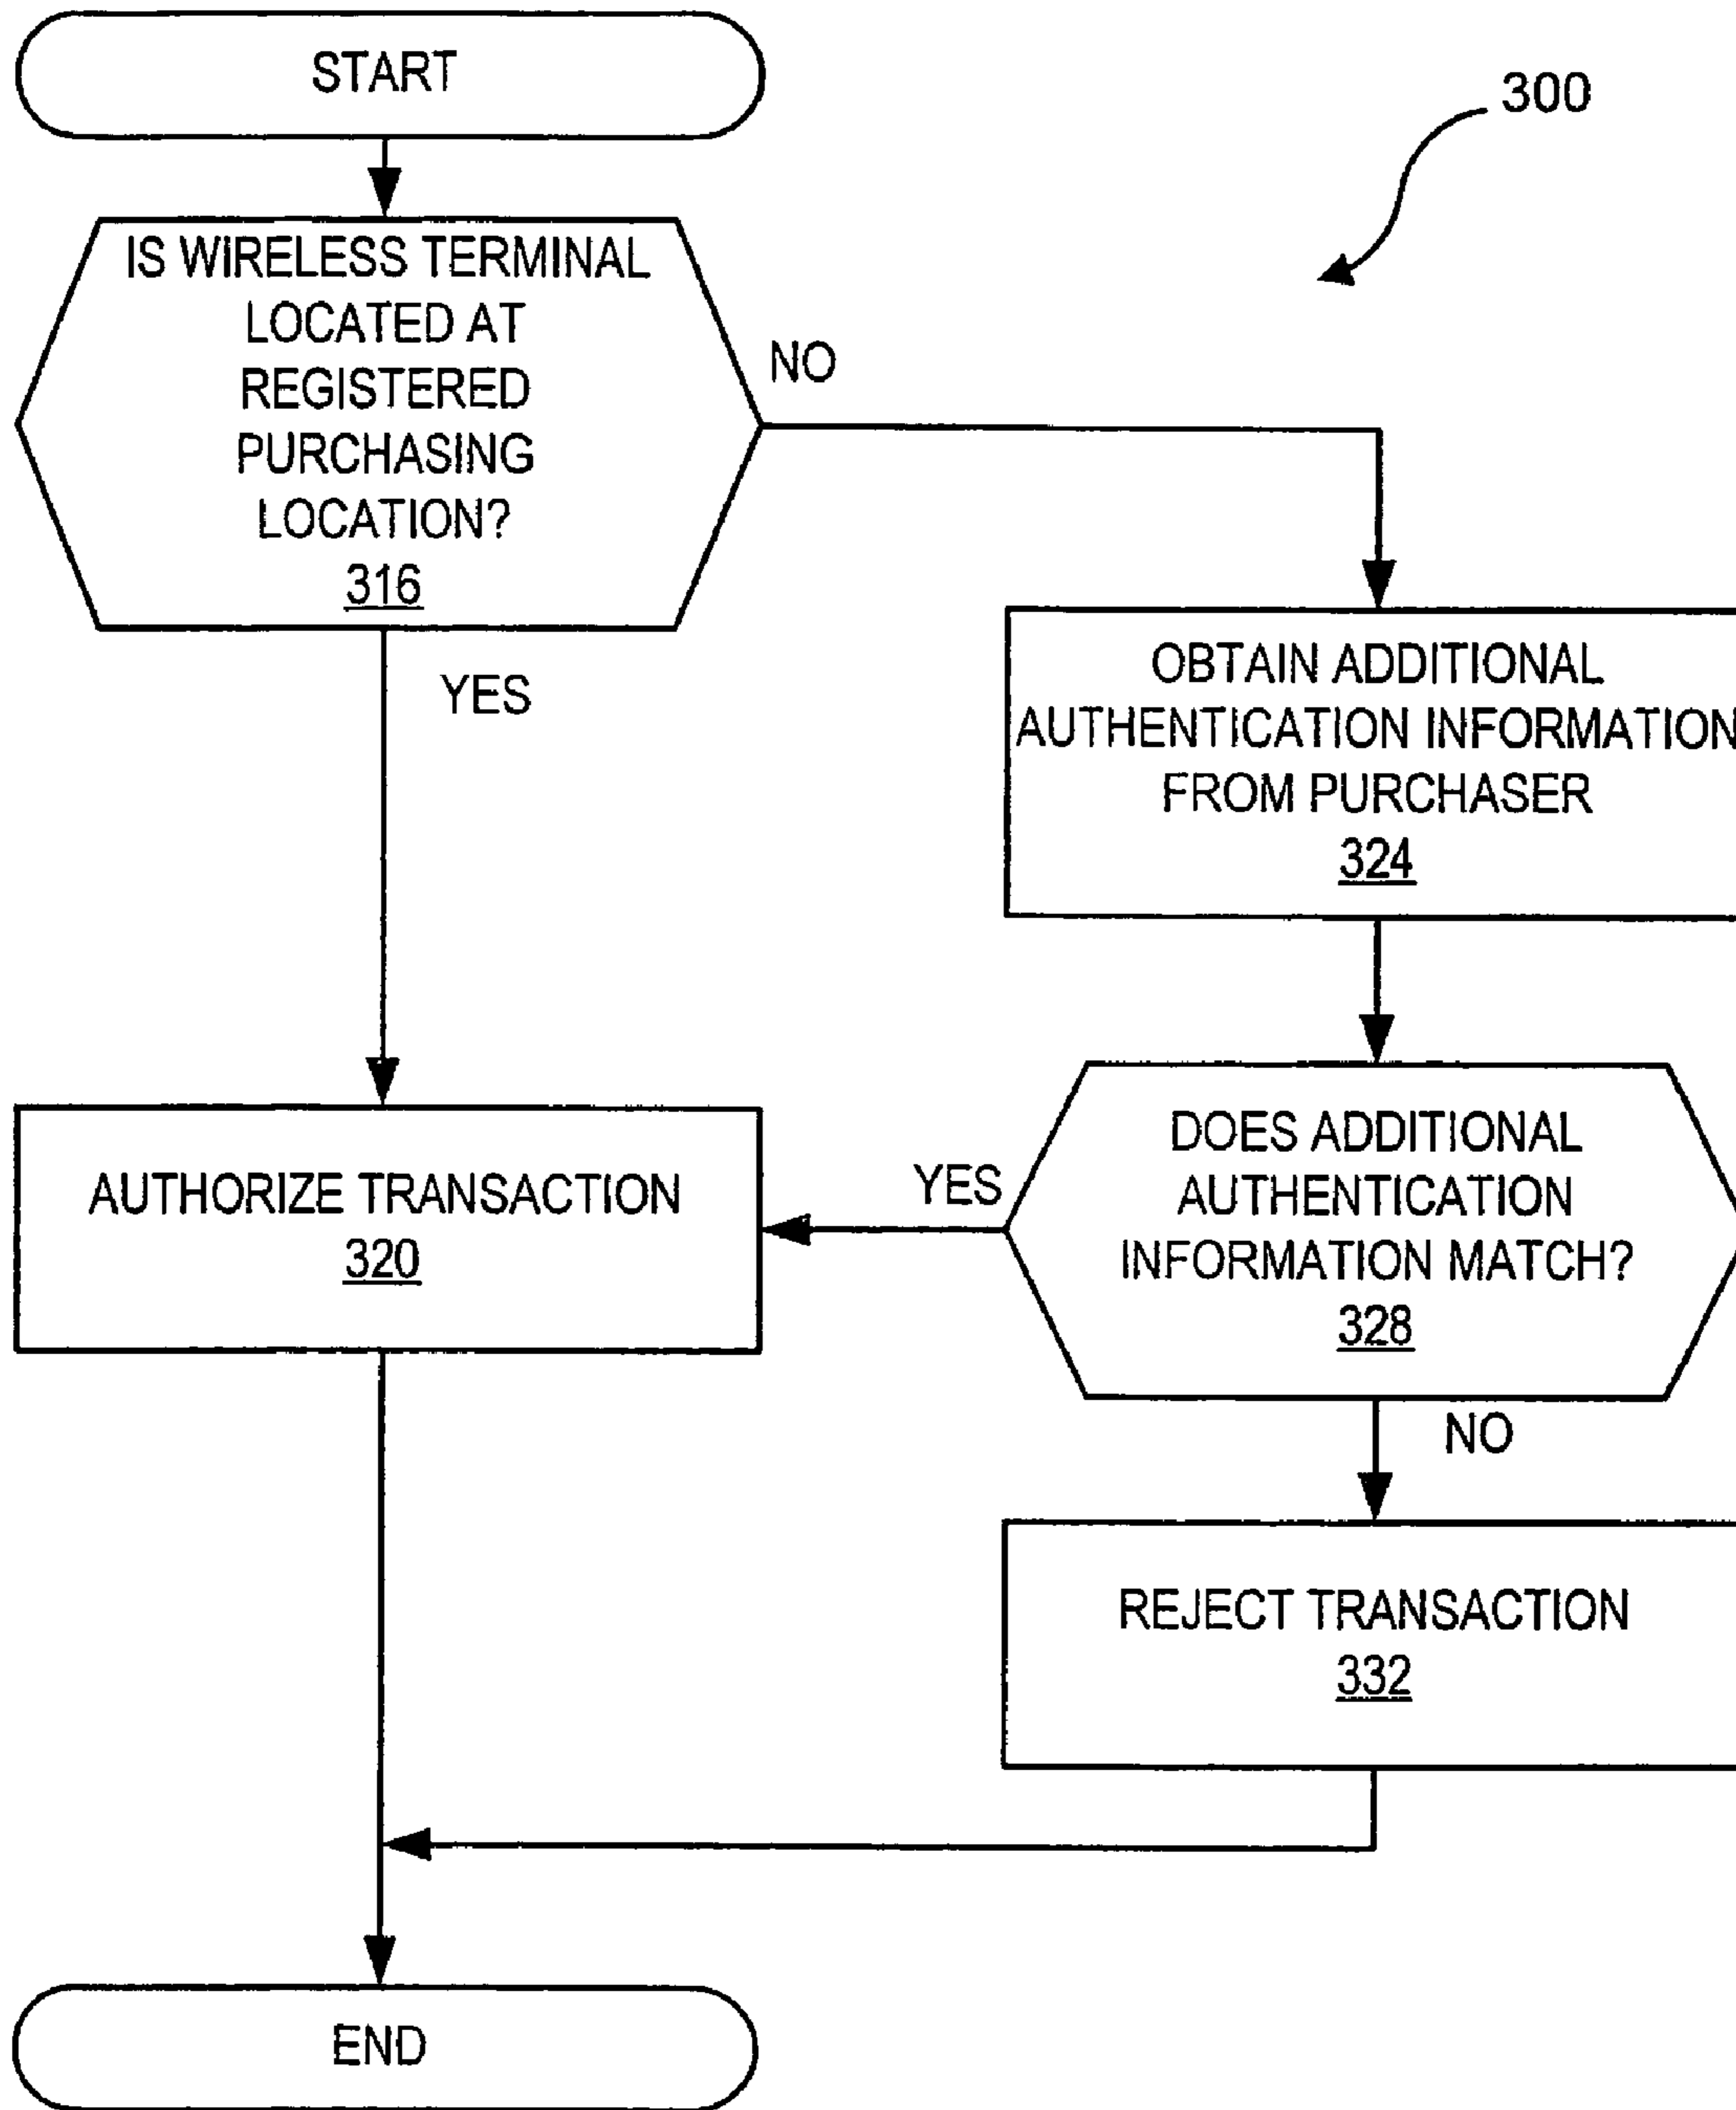 START
300
IS WIRELESS TERMINAL
LOCATED AT
REGISTERED
PURCHASING
LOCATION?
316
NO
YES
OBTAIN ADDITIONAL
AUTHENTICATION INFORMATION
FROM PURCHASER
324
DOES ADDITIONAL
AUTHENTICATION
INFORMATION MATCH?
328
YES
AUTHORIZE TRANSACTION
320
NO
REJECT TRANSACTION
332
END